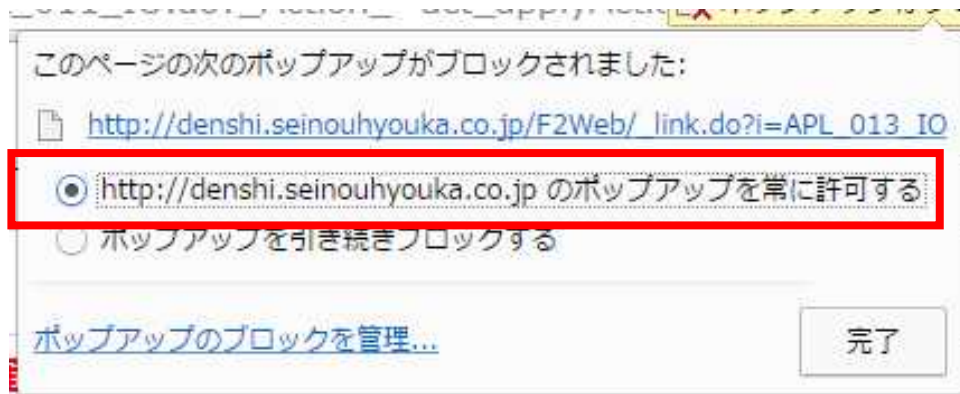 このページの次のポップアップがブロックされました:
http://denshi.seinouhyouka.co.jp/F2Web/_link.do?i=APL_013_IO
http://denshi.seinouhyouka.co.jp のポップアップを常に許可する
ポップアップを引き続きブロックする
ポップアップのブロックを管理...
完了